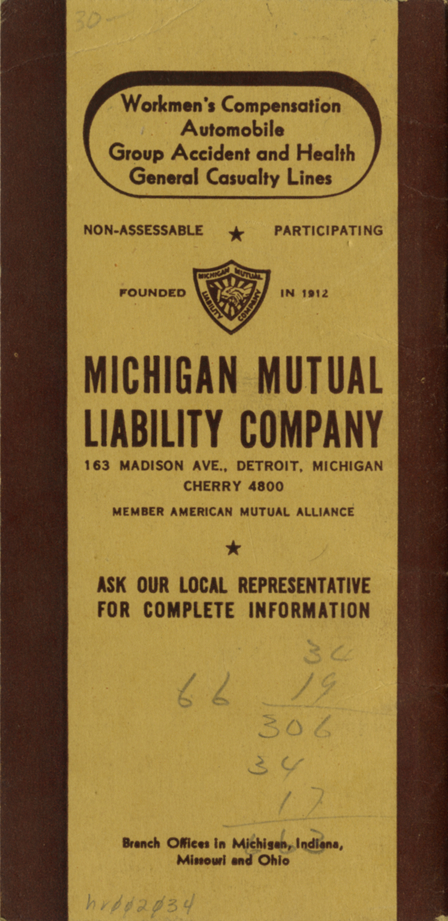 30—
Workmen's Compensation
Automobile
Group Accident and Health
General Casualty Lines
NON-ASSESSABLE ★ PARTICIPATING
FOUNDED IN 1912
MICHIGAN MUTUAL
LIABILITY COMPANY
MICHIGAN MUTUAL
LIABILITY COMPANY
163 MADISON AVE., DETROIT, MICHIGAN
CHERRY 4800
MEMBER AMERICAN MUTUAL ALLIANCE
★
ASK OUR LOCAL REPRESENTATIVE
FOR COMPLETE INFORMATION
34
66 19
306
34
17
663
Branch Offices in Michigan, Indiana,
Missouri and Ohio
hr002034